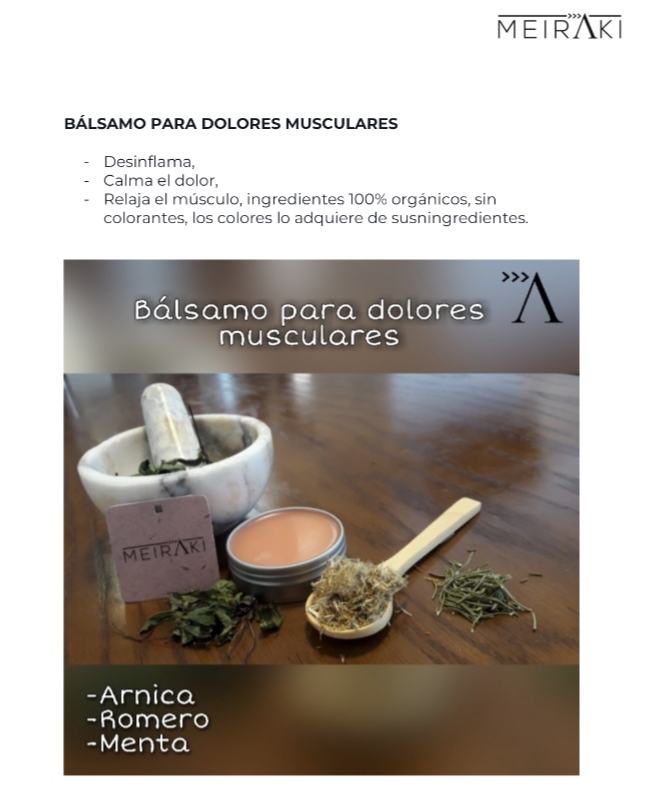 MEIRAKI
BÁLSAMO PARA DOLORES MUSCULARES
- Desinflama,
- Calma el dolor,
- Relaja el músculo, ingredientes 100% orgánicos, sin
colorantes, los colores lo adquiere de susningredientes.
>>>Λ
Bálsamo para dolores
musculares
MEIRAKI
-Arnica
-Romero
-Menta